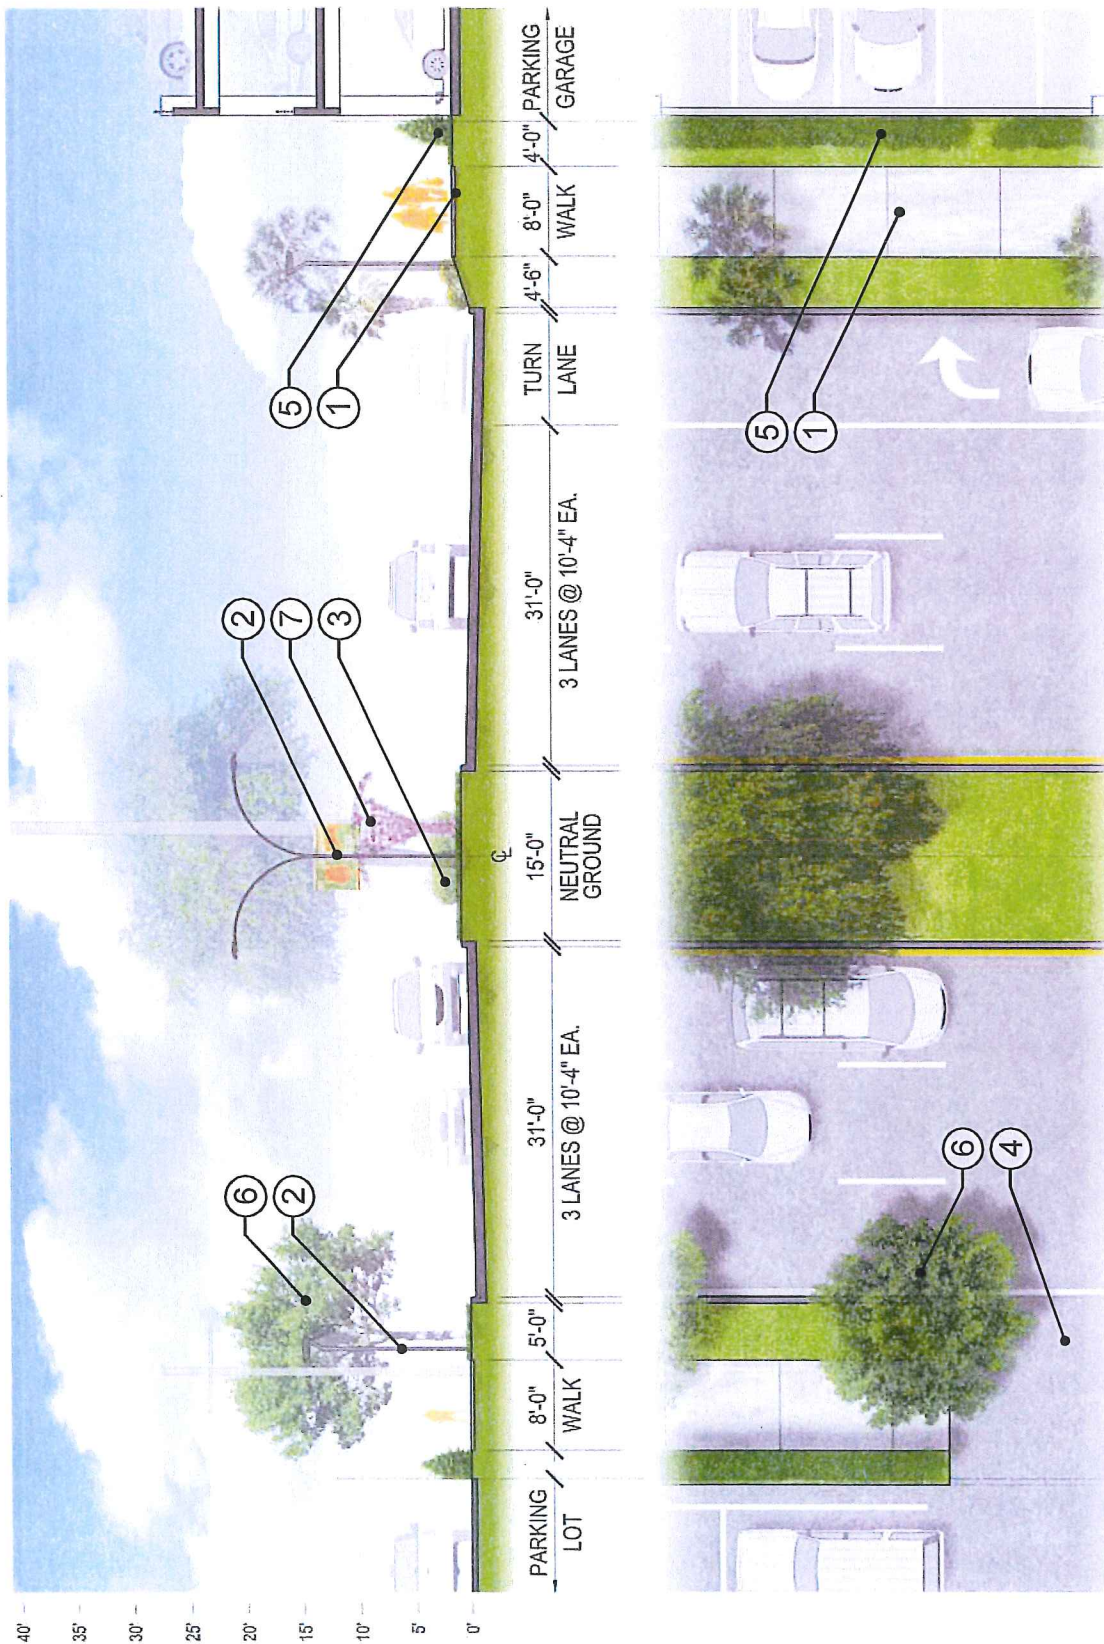 40'
35'
30'
25'
20'
15'
10'
5'
0'
6
2
2
7
3
5
1
PARKING
LOT
8'-0"
WALK
5'-0"
31'-0"
3 LANES @ 10'-4" EA.
℄
15'-0"
NEUTRAL
GROUND
31'-0"
3 LANES @ 10'-4" EA.
TURN
LANE
4'-6"
8'-0"
WALK
4'-0"
PARKING
GARAGE
6
4
5
1